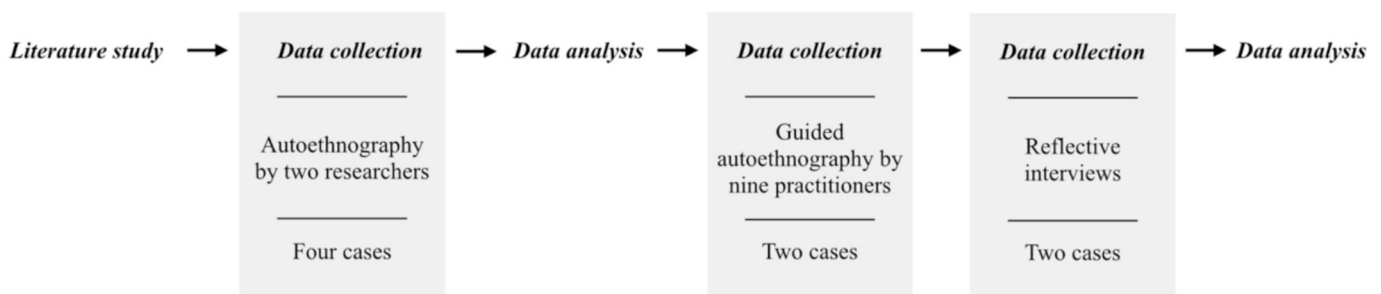 Literature study
Data collection
Data analysis
Data collection
Data collection
Data analysis
Autoethnography
by two researchers
Four cases
Guided
autoethnography by
nine practitioners
Two cases
Reflective
interviews
Two cases